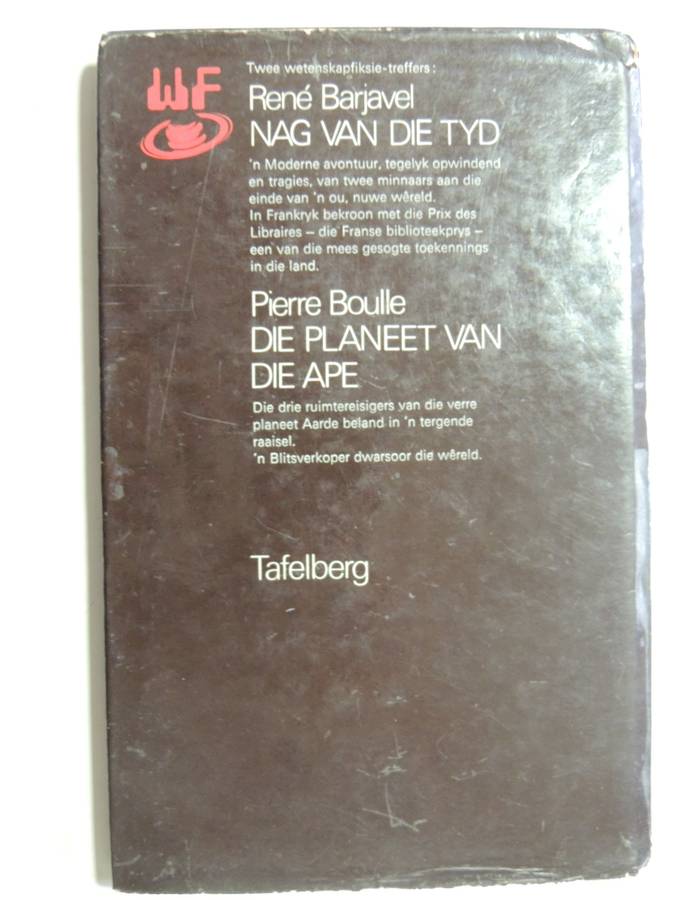 WF
Twee wetenskapfiksie-treffers:
René Barjavel
NAG VAN DIE TYD
'n Moderne avontuur, tegelyk opwindend
en tragies, van twee minnaars aan die
einde van 'n ou, nuwe wêreld.
In Frankryk bekroon met die Prix des
Libraires – die Franse biblioteekprys –
een van die mees gesogte toekennings
in die land.
Pierre Boulle
DIE PLANEET VAN
DIE APE
Die drie ruimtereisigers van die verre
planeet Aarde beland in 'n tergende
raaisel.
'n Blitsverkoper dwarsoor die wêreld.
Tafelberg